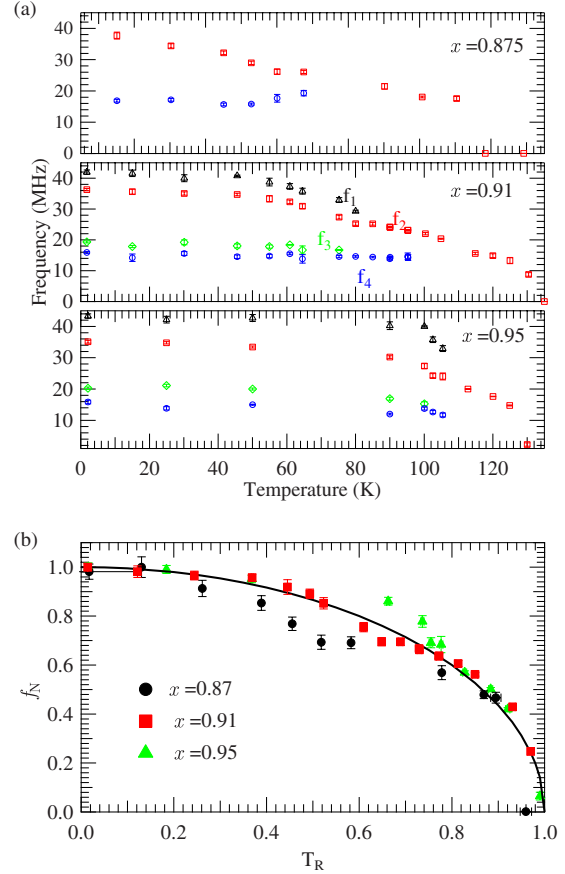 (a)
40
30
20
10
0
x=0.875
Frequency (MHz)
40
30
20
10
0
x=0.91
f1
f2
f3
f4
40
30
20
10
x=0.95
0 20 40 60 80 100 120
Temperature (K)
(b)
1.0
0.8
0.6
0.4
0.2
0.0
fN
x=0.87
x=0.91
x=0.95
0.0 0.2 0.4 0.6 0.8 1.0
TR